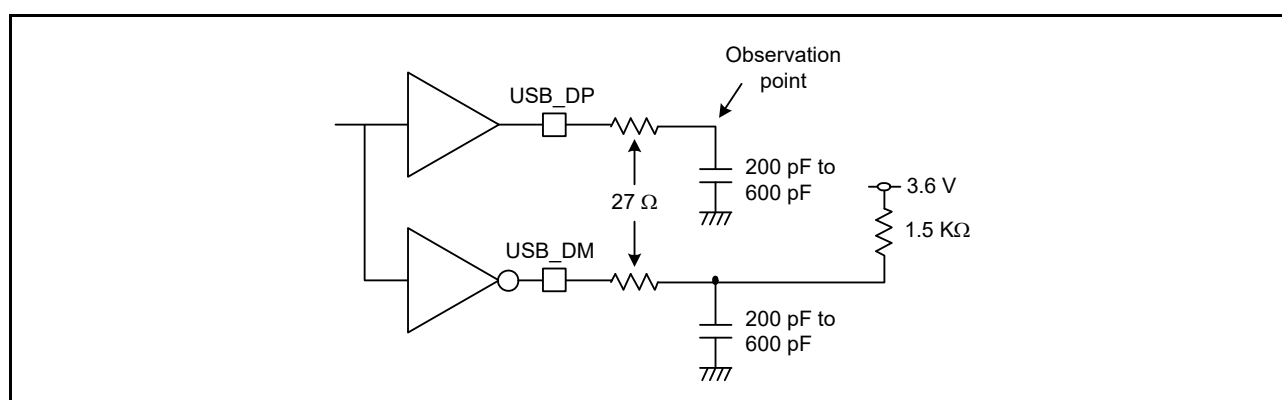 Observation
point
USB_DP
200 pF to
600 pF
3.6 V
27 Ω
1.5 KΩ
USB_DM
200 pF to
600 pF